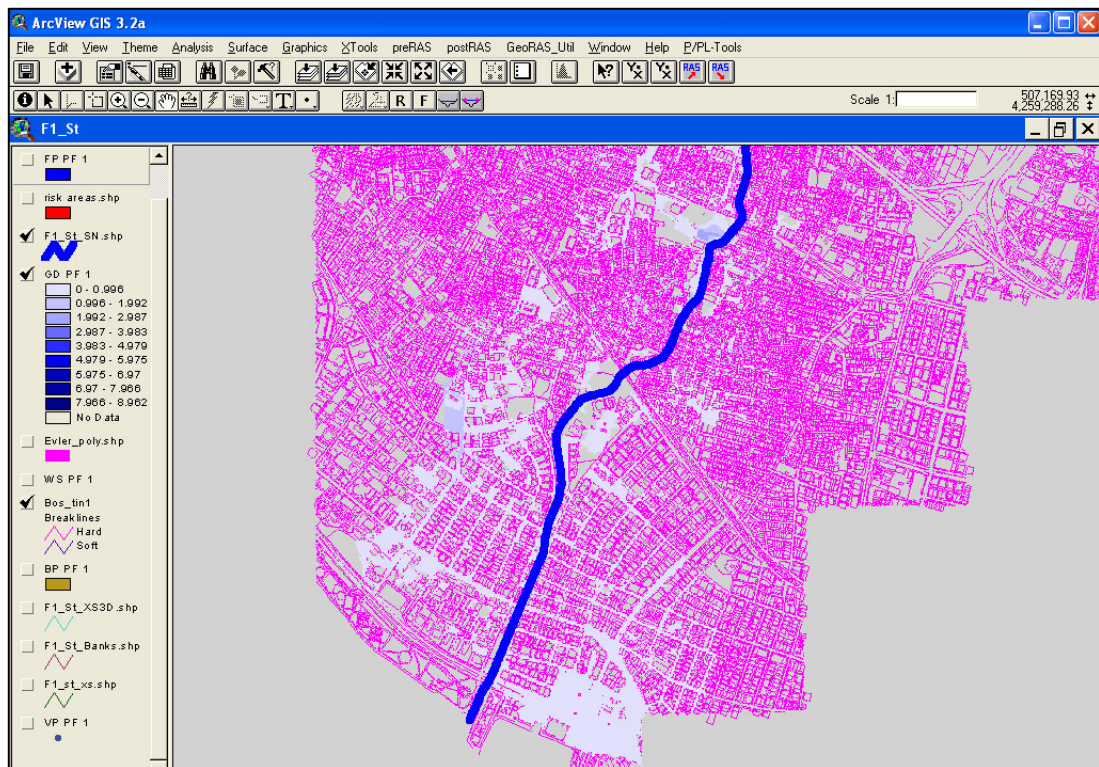 ArcView GIS 3.2a
File Edit View Theme Analysis Surface Graphics XTools preRAS postRAS GeoRAS_Util Window Help P/PL-Tools
Y X Y X RAS RAS
T R F Scale 1: 507,169.93
4,259,288.26
F1_St
FP PF 1
risk areas.shp
F1_St_SN.shp
GD PF 1
0 - 0.996
0.996 - 1.992
1.992 - 2.987
2.987 - 3.983
3.983 - 4.979
4.979 - 5.975
5.975 - 6.97
6.97 - 7.966
7.966 - 8.962
No Data
Evler_poly.shp
WS PF 1
Bos_tin1
Breaklines
Hard
Soft
BP PF 1
F1_St_XS3D.shp
F1_St_Banks.shp
F1_st_xs.shp
VP PF 1